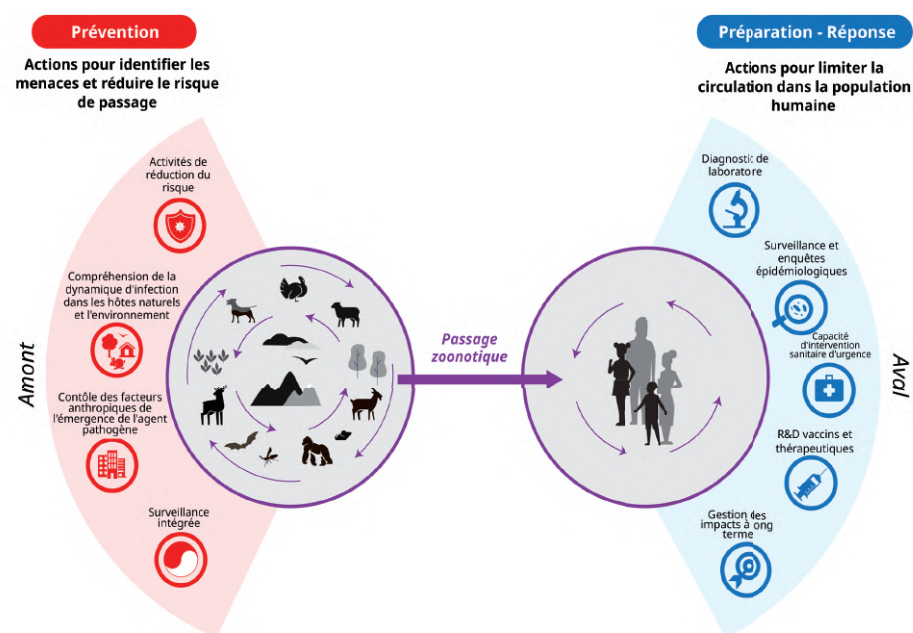 Prévention
Actions pour identifier les
menaces et réduire le risque
de passage
Activités de
réduction du
risque
Compréhension de la
dynamique d'infection
dans les hôtes naturels
et l'environnement
Contôle des facteurs
anthropiques de
l'émergence de l'agent
pathogène
Surveillance
intégrée
Amont
Passage
zoonotique
Préparation - Réponse
Actions pour limiter la
circulation dans la population
humaine
Diagnostic de
laboratoire
Surveillance et
enquêtes
épidémiologiques
Capacité
d'intervention
sanitaire d'urgence
R&D vaccins et
thérapeutiques
Gestion des
impacts à ong
terme
Aval